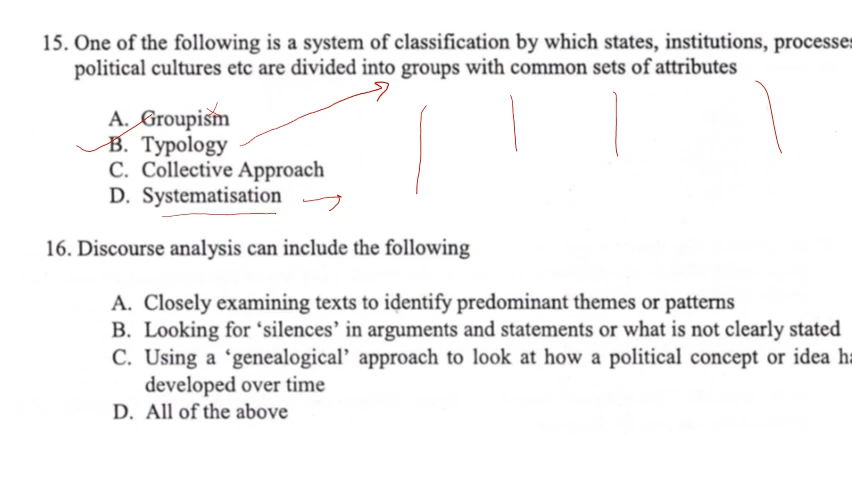 15. One of the following is a system of classification by which states, institutions, processes
political cultures etc are divided into groups with common sets of attributes
A. Groupism
B. Typology
C. Collective Approach
D. Systematisation
16. Discourse analysis can include the following
A. Closely examining texts to identify predominant themes or patterns
B. Looking for ‘silences’ in arguments and statements or what is not clearly stated
C. Using a ‘genealogical’ approach to look at how a political concept or idea ha
developed over time
D. All of the above